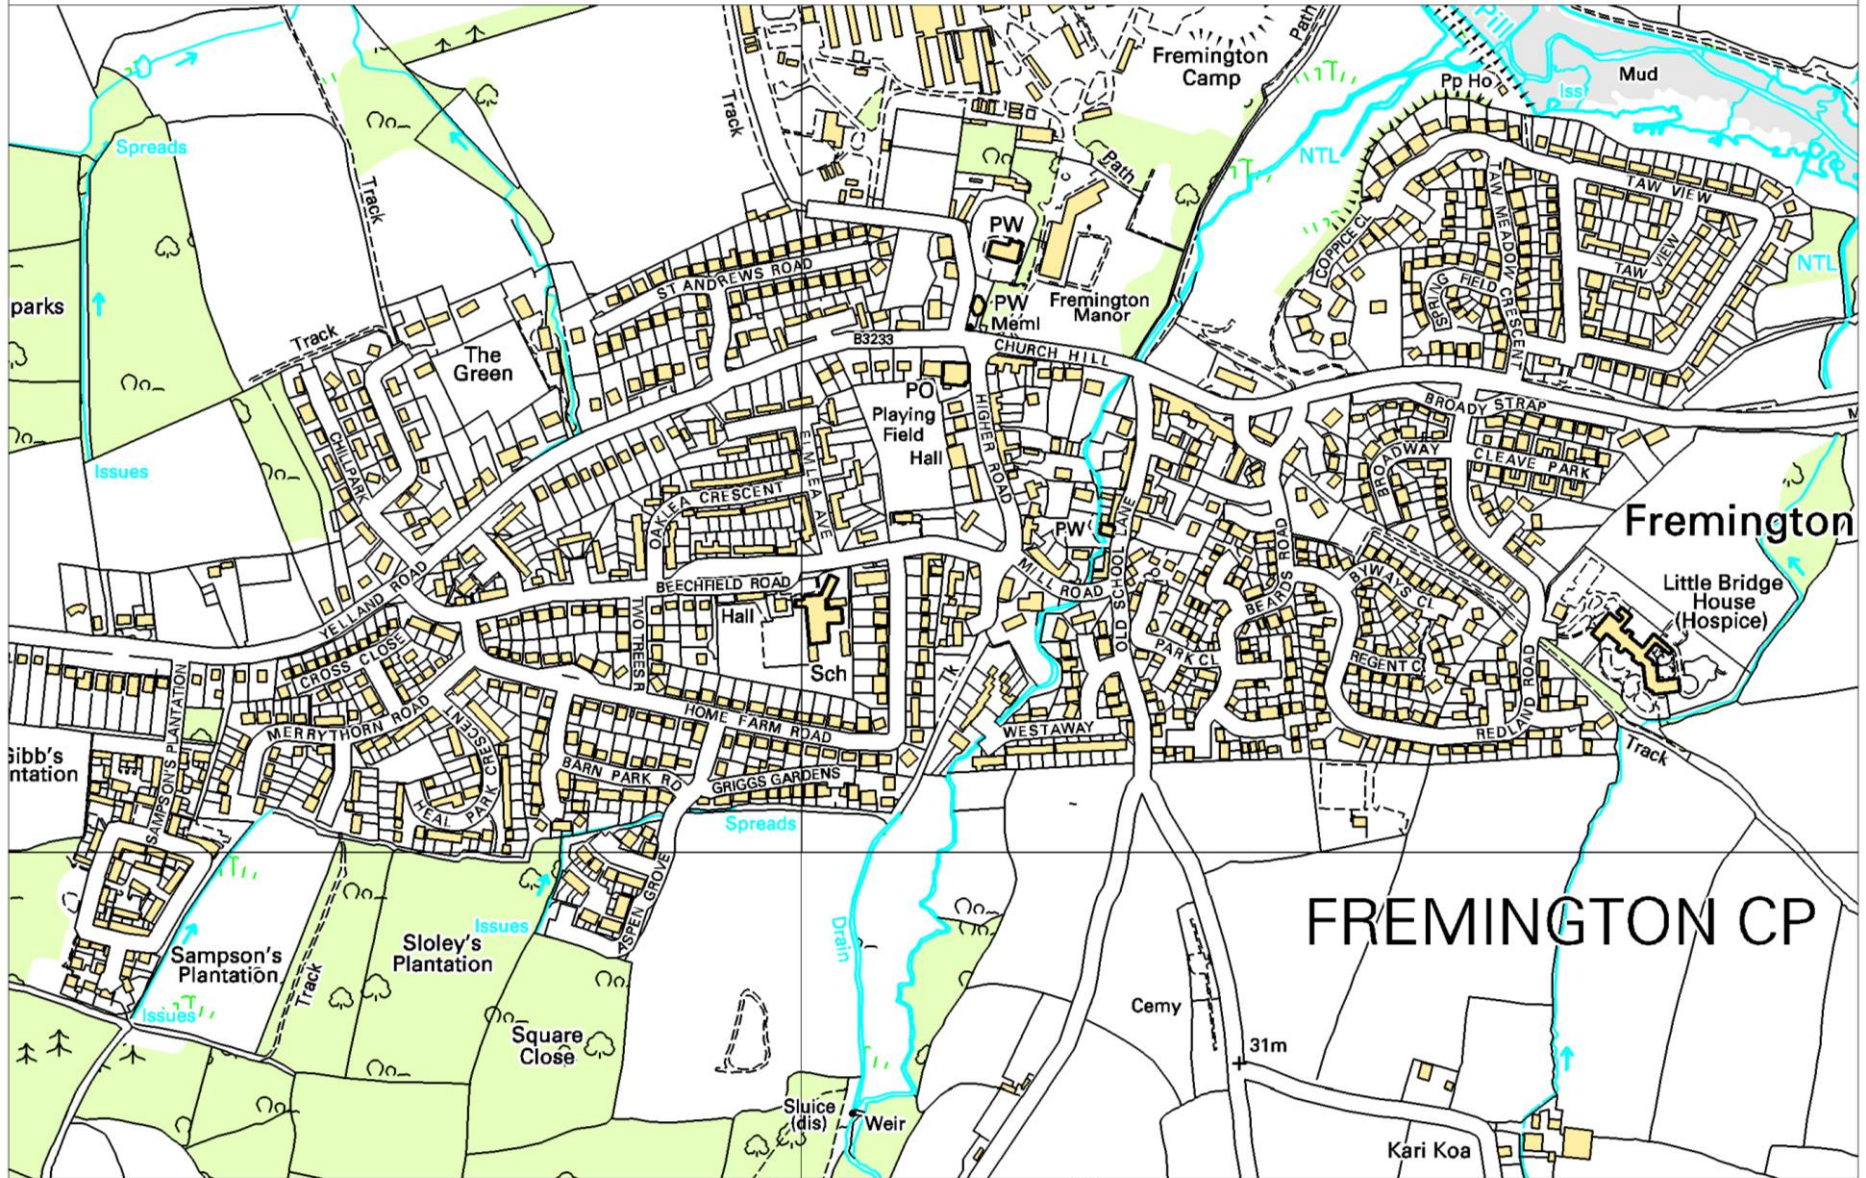 Pill
Path
Fremington
Camp
Pp Ho
Mud
Iss
Track
Spreads
NTL
Path
Track
TAW VIEW
TAW MEADOW CRESCENT
PW
COPPICE CL
ST ANDREWS ROAD
TAW VIEW
NTL
SPRING FIELD
parks
PW
Meml
Fremington
Manor
Track
B3233
CHURCH HILL
The
Green
PO
BROADY STRAP
Playing
Field
Hall
HIGHER ROAD
CHILLPARK
ELMLEA AVE
BROADWAY
CLEAVE PARK
Issues
OAKLEA CRESCENT
PW
Fremington
OLD SCHOOL LANE
BEARDS ROAD
MILL ROAD
BYWAYS CL
YELLAND ROAD
BEECHFIELD ROAD
Little Bridge
House
(Hospice)
Hall
TWO TREES R
CROSS CLOSE
PARK CL
REGENT C
Sch
Tk
SAMPSON'S PLANTATION
MERRYTHORN ROAD
HOME FARM ROAD
WESTAWAY
REDLAND ROAD
Track
BARN PARK RD
GRIGGS GARDENS
HEAL PARK CRESCENT
Spreads
ASPEN GROVE
Issues
Drain
FREMINGTON CP
Sloley's
Plantation
Sampson's
Plantation
Track
Issues
Cemy
Square
Close
31m
Sluice
(dis)
Weir
Kari Koa